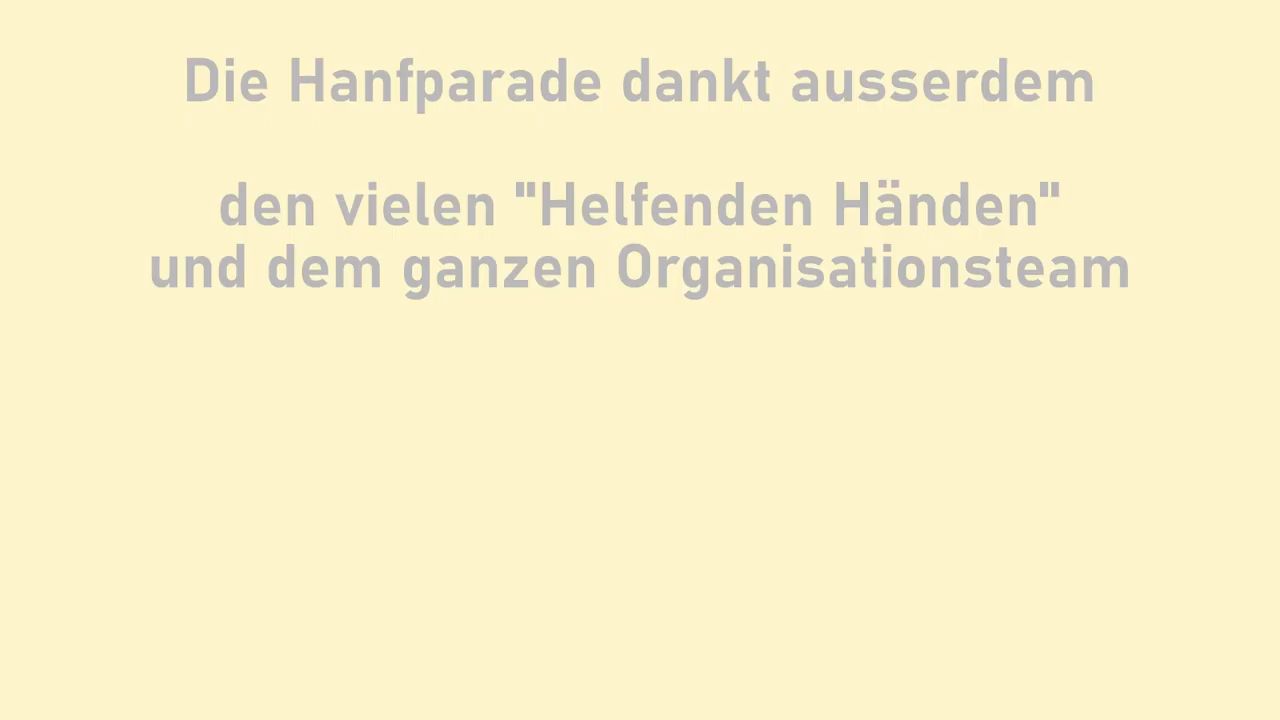 Die Hanfparade dankt ausserdem
den vielen "Helfenden Händen"
und dem ganzen Organisationsteam